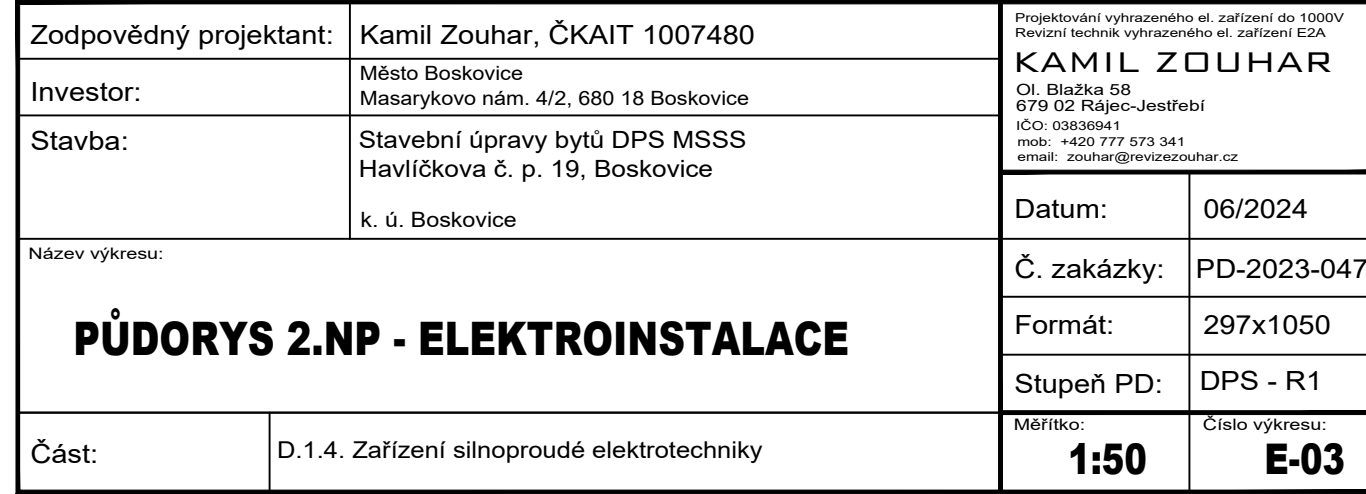 Zodpovědný projektant:
Kamil Zouhar, ČKAIT 1007480
Investor:
Město Boskovice
Masarykovo nám. 4/2, 680 18 Boskovice
Stavba:
Stavební úpravy bytů DPS MSSS
Havlíčkova č. p. 19, Boskovice
k. ú. Boskovice
Projektování vyhrazeného el. zařízení do 1000V
Revizní technik vyhrazeného el. zařízení E2A
KAMIL ZOUHAR
Ol. Blažka 58
679 02 Rájec-Jestřebí
IČO: 03836941
mob: +420 777 573 341
email: zouhar@revizezouhar.cz
Datum:
06/2024
Č. zakázky:
PD-2023-047
Formát:
297x1050
Stupeň PD:
DPS - R1
Název výkresu:
PŮDORYS 2.NP - ELEKTROINSTALACE
Část:
D.1.4. Zařízení silnoproudé elektrotechniky
Měřítko:
1:50
Číslo výkresu:
E-03